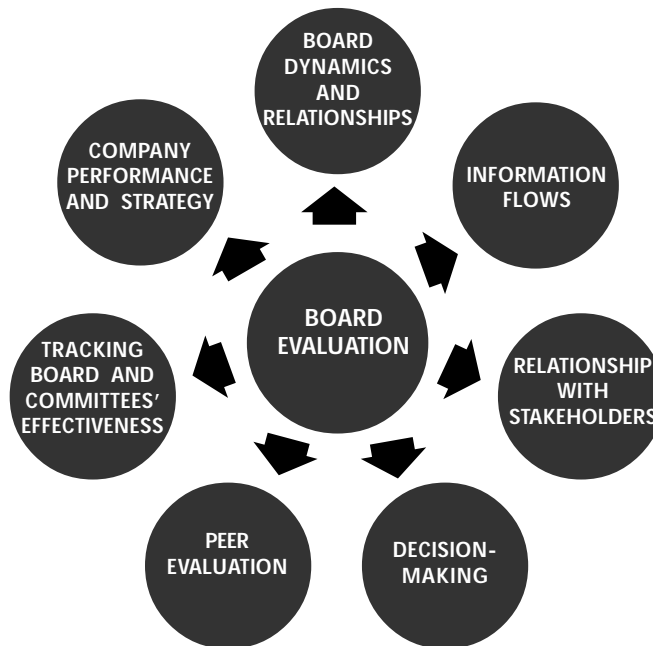 BOARD
DYNAMICS
AND
RELATIONSHIPS
COMPANY
PERFORMANCE
AND STRATEGY
INFORMATION
FLOWS
BOARD
EVALUATION
TRACKING
BOARD AND
COMMITTEES’
EFFECTIVENESS
RELATIONSHIP
WITH
STAKEHOLDERS
PEER
EVALUATION
DECISION-
MAKING